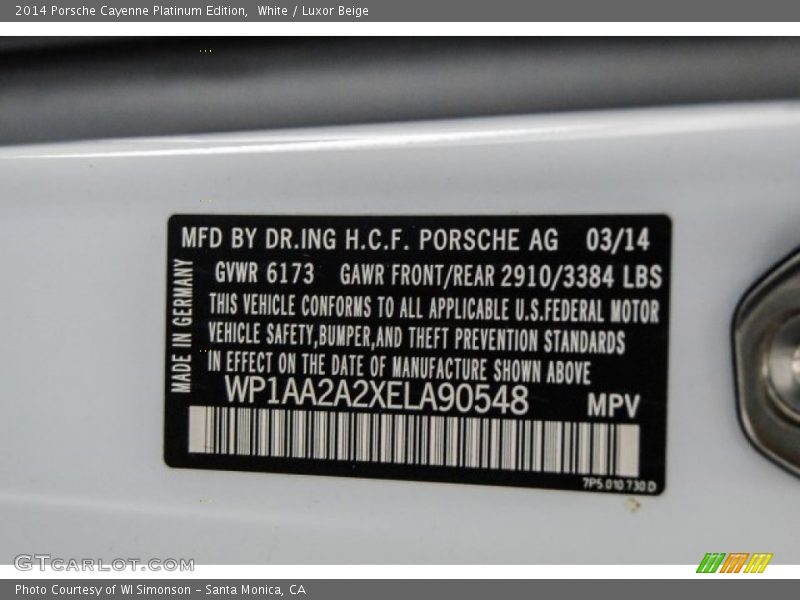 2014 Porsche Cayenne Platinum Edition,  White / Luxor Beige
MFD BY DR.ING H.C.F. PORSCHE AG 03/14
GVWR 6173 GAWR FRONT/REAR 2910/3384 LBS
THIS VEHICLE CONFORMS TO ALL APPLICABLE U.S.FEDERAL MOTOR
VEHICLE SAFETY,BUMPER,AND THEFT PREVENTION STANDARDS
IN EFFECT ON THE DATE OF MANUFACTURE SHOWN ABOVE
WP1AA2A2XELA90548 MPV
MADE IN GERMANY
7P5.010.730 D
GTCARLOT.COM
Photo Courtesy of WI Simonson - Santa Monica, CA